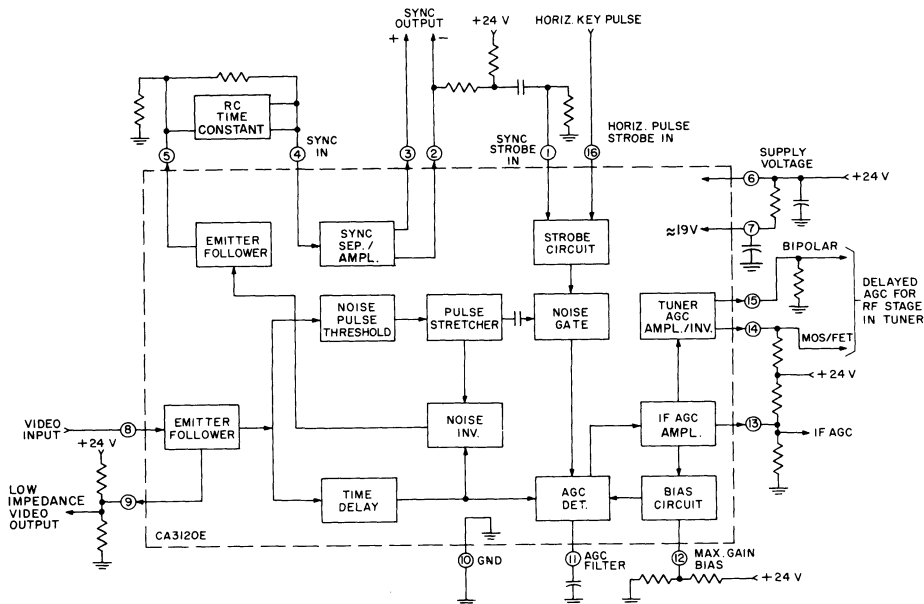 SYNC
OUTPUT
+
−
+24 V
HORIZ. KEY PULSE
RC
TIME
CONSTANT
SYNC
IN
5
4
3
2
SYNC
STROBE
IN
1
16
HORIZ. PULSE
STROBE IN
SUPPLY
VOLTAGE
6
+24 V
≈19V
7
EMITTER
FOLLOWER
SYNC
SEP./
AMPL.
STROBE
CIRCUIT
BIPOLAR
15
DELAYED
AGC FOR
RF STAGE
IN TUNER
TUNER
AGC
AMPL./INV.
14
MOS/FET
NOISE
PULSE
THRESHOLD
PULSE
STRETCHER
NOISE
GATE
+24 V
VIDEO
INPUT
8
EMITTER
FOLLOWER
NOISE
INV.
IF AGC
AMPL.
13
IF AGC
+24 V
LOW
IMPEDANCE
VIDEO
OUTPUT
9
TIME
DELAY
AGC
DET.
BIAS
CIRCUIT
CA3120E
10
GND
11
AGC
FILTER
12
MAX. GAIN
BIAS
+24 V